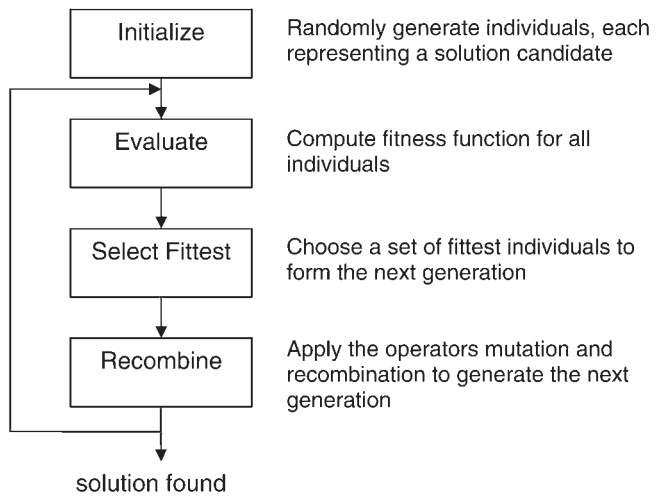 Initialize
Randomly generate individuals, each
representing a solution candidate
Evaluate
Compute fitness function for all
individuals
Select Fittest
Choose a set of fittest individuals to
form the next generation
Recombine
Apply the operators mutation and
recombination to generate the next
generation
solution found